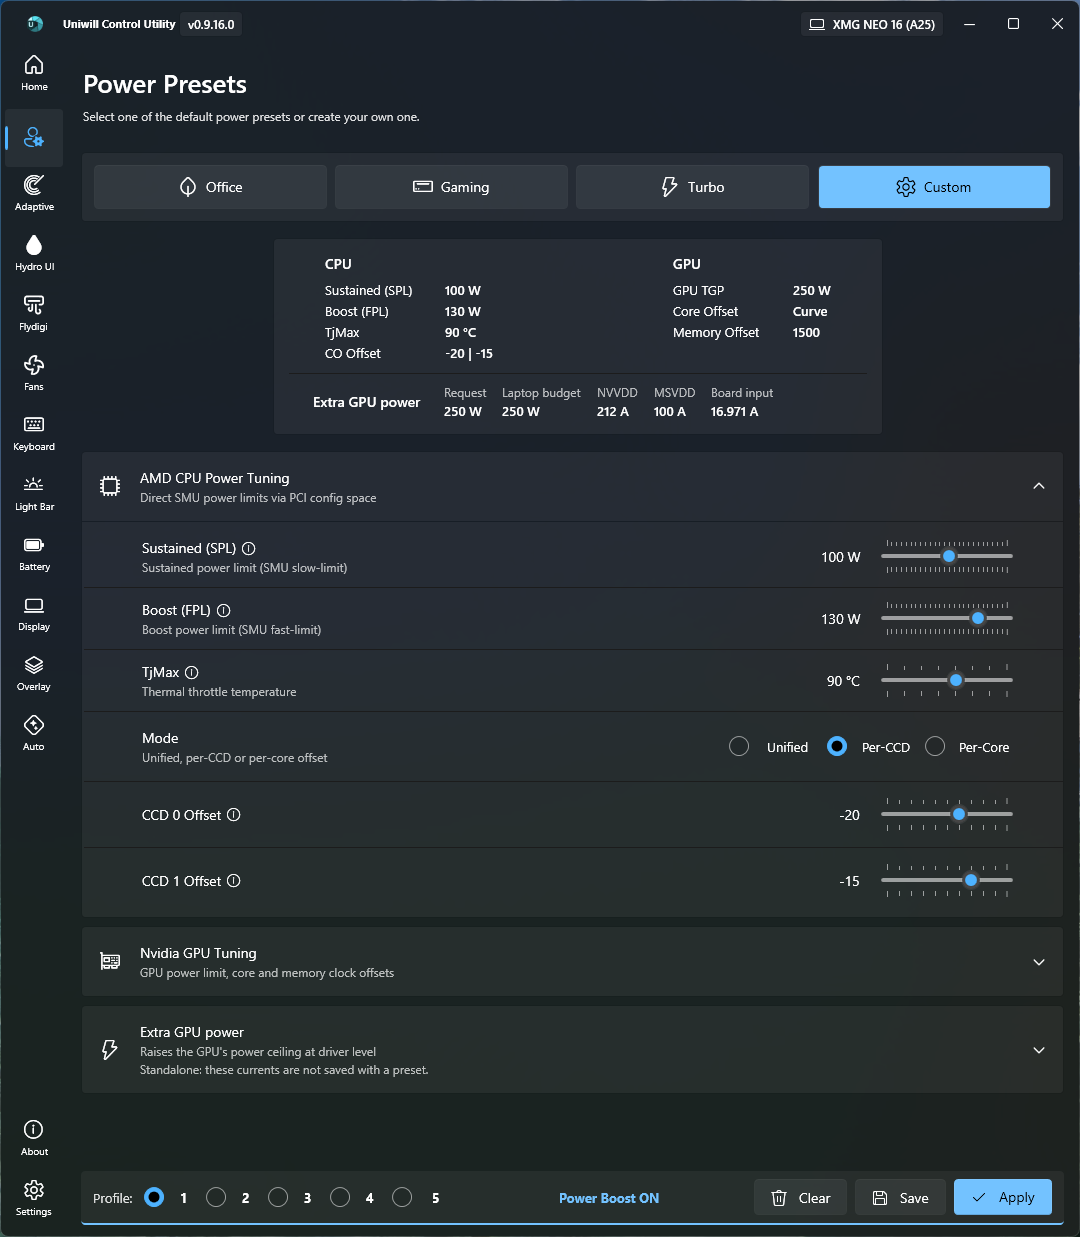 Uniwill Control Utility v0.9.16.0
XMG NEO 16 (A25)
Home
Adaptive
Hydro UI
Flydigi
Fans
Keyboard
Light Bar
Battery
Display
Overlay
Auto
About
Settings
Power Presets
Select one of the default power presets or create your own one.
Office
Gaming
Turbo
Custom
CPU
Sustained (SPL) 100 W
Boost (FPL) 130 W
TjMax 90 °C
CO Offset -20 | -15
GPU
GPU TGP 250 W
Core Offset Curve
Memory Offset 1500
Extra GPU power
Request Laptop budget NVVDD MSVDD Board input
250 W 250 W 212 A 100 A 16.971 A
AMD CPU Power Tuning
Direct SMU power limits via PCI config space
Sustained (SPL)
Sustained power limit (SMU slow-limit)
100 W
Boost (FPL)
Boost power limit (SMU fast-limit)
130 W
TjMax
Thermal throttle temperature
90 °C
Mode
Unified, per-CCD or per-core offset
Unified Per-CCD Per-Core
CCD 0 Offset -20
CCD 1 Offset -15
Nvidia GPU Tuning
GPU power limit, core and memory clock offsets
Extra GPU power
Raises the GPU's power ceiling at driver level
Standalone: these currents are not saved with a preset.
Profile: 1 2 3 4 5
Power Boost ON
Clear
Save
Apply